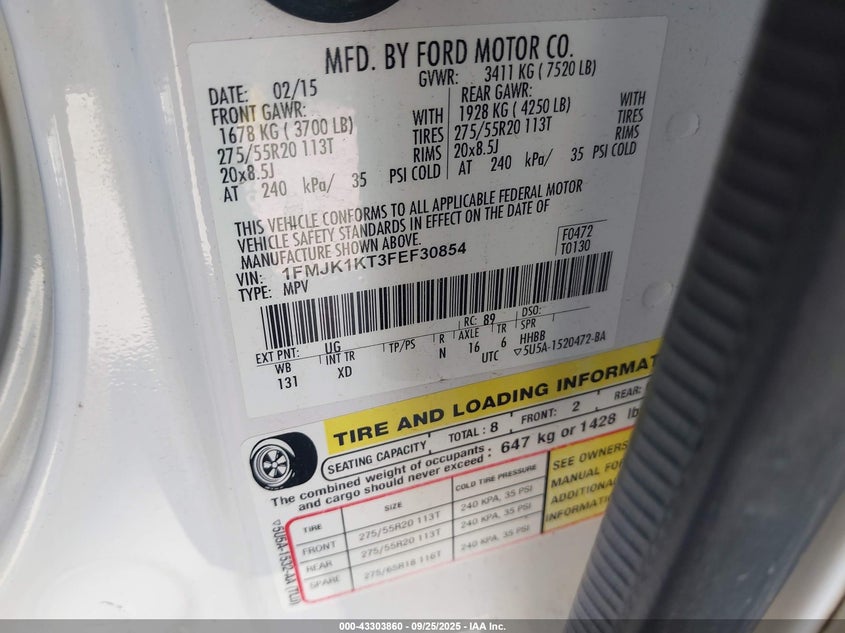 MFD. BY FORD MOTOR CO.
DATE: 02/15
GVWR: 3411 KG ( 7520 LB)
FRONT GAWR:
1678 KG ( 3700 LB) WITH
275/55R20 113T TIRES
20x8.5J RIMS
AT 240 kPa/ 35 PSI COLD
REAR GAWR:
1928 KG ( 4250 LB) WITH
275/55R20 113T TIRES
20x8.5J RIMS
AT 240 kPa/ 35 PSI COLD
THIS VEHICLE CONFORMS TO ALL APPLICABLE FEDERAL MOTOR
VEHICLE SAFETY STANDARDS IN EFFECT ON THE DATE OF
MANUFACTURE SHOWN ABOVE.
VIN: 1FMJK1KT3FEF30854
TYPE: MPV
F0472
T0130
EXT PNT: UG RC: 89 DSO:
WB INT TR TP/PS R AXLE TR SPR
131 XD N 16 6 HHBB
UTC ▽5U5A-1520472-BA
TIRE AND LOADING INFORMAT
SEATING CAPACITY TOTAL: 8 FRONT: 2 REAR:
The combined weight of occupants
and cargo should never exceed : 647 kg or 1428 lb
TIRE SIZE COLD TIRE PRESSURE
FRONT 275/55R20 113T 240 KPA, 35 PSI
REAR 275/55R20 113T 240 KPA, 35 PSI
SPARE 275/65R18 116T 240 KPA, 35 PSI
SEE OWNERS
MANUAL FOR
ADDITIONAL
INFORMATION
000-43303860 - 09/25/2025 - IAA Inc.